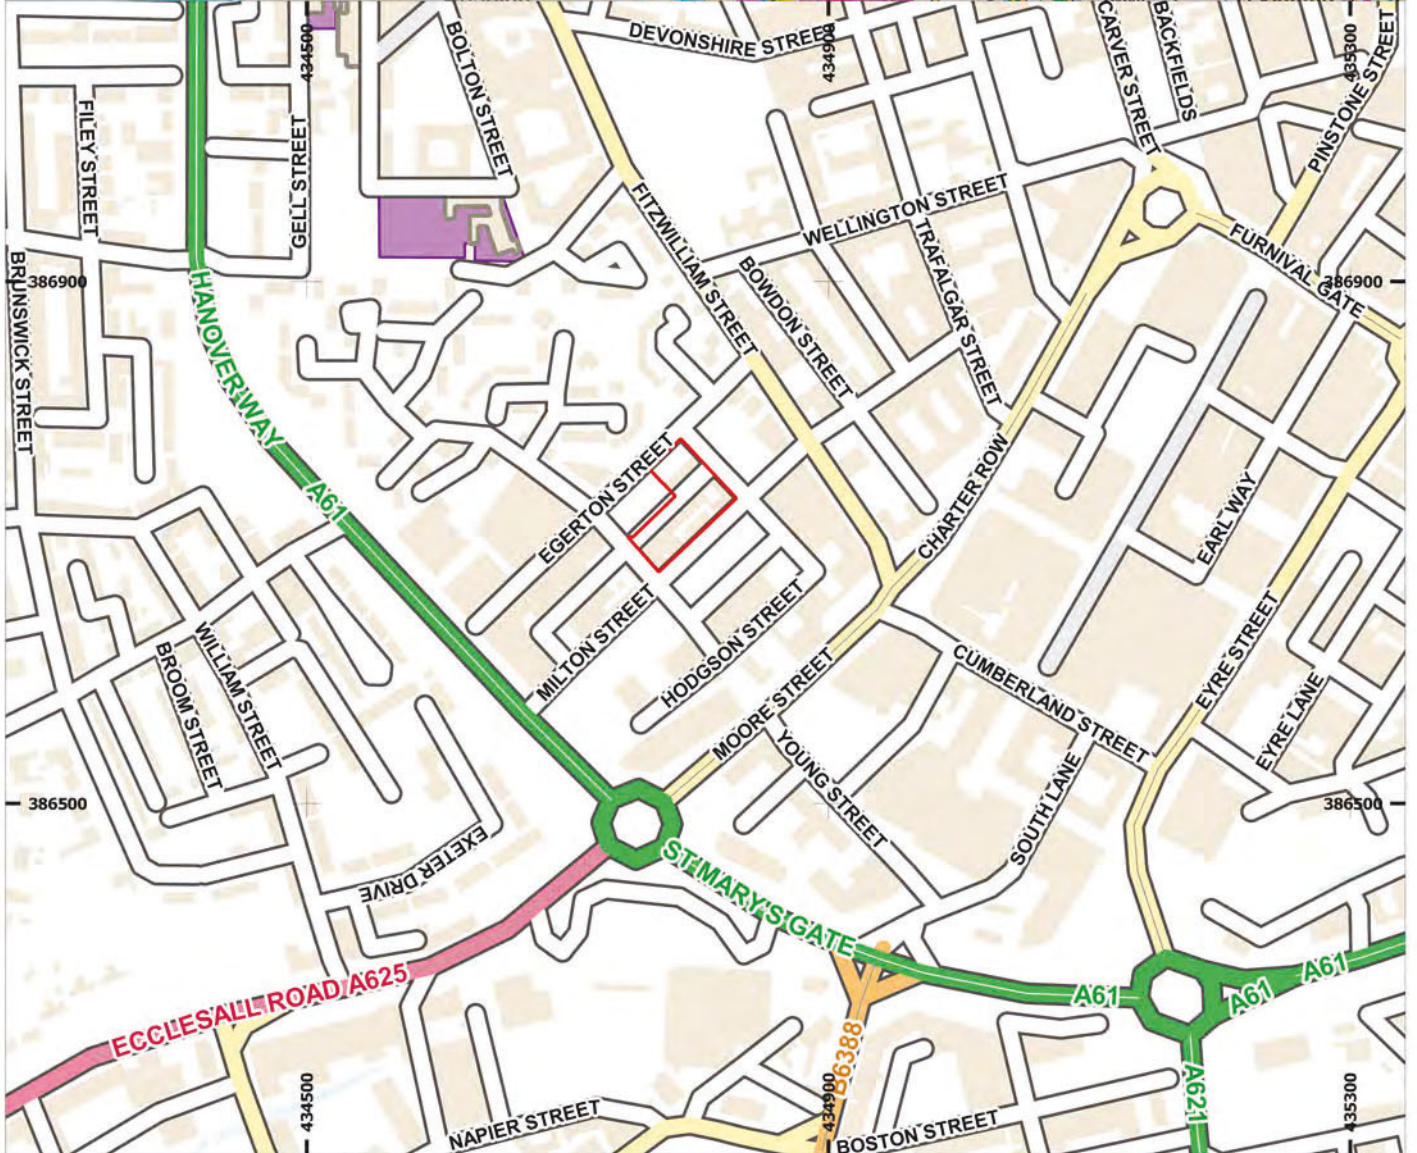 DEVONSHIRE STREET
BOLTON STREET
434500
434900
CARVER STREET
BACKFIELDS
435300
PINSTONE STREET
FILEY STREET
GELL STREET
FITZWILLIAM STREET
WELLINGTON STREET
TRAFALGAR STREET
FURNIVAL GATE
BRUNSWICK STREET
386900
386900
HANOVER WAY
BOWDON STREET
A61
EGERTON STREET
CHARTER ROW
EARL WAY
MILTON STREET
HODGSON STREET
WILLIAM STREET
BROOM STREET
MOORE STREET
CUMBERLAND STREET
EYRE STREET
EYRE LANE
YOUNG STREET
SOUTH LANE
386500
386500
EXETER DRIVE
ST MARY'S GATE
ECCLESALL ROAD A625
A61
A61
A61
B6388
A621
434500
434900
435300
NAPIER STREET
BOSTON STREET